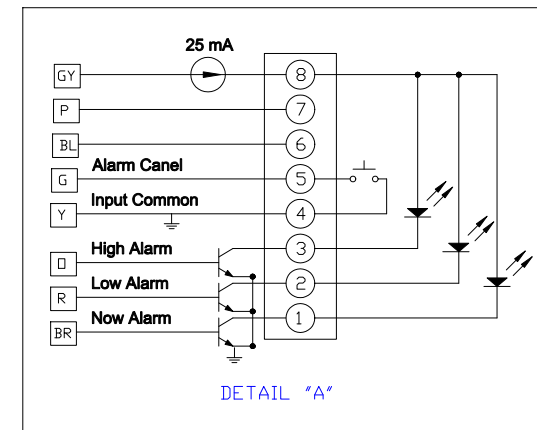 25 mA
GY
8
P
7
BL
6
Alarm Canel
G
5
Input Common
Y
4
High Alarm
O
3
Low Alarm
R
2
Now Alarm
BR
1
DETAIL "A"